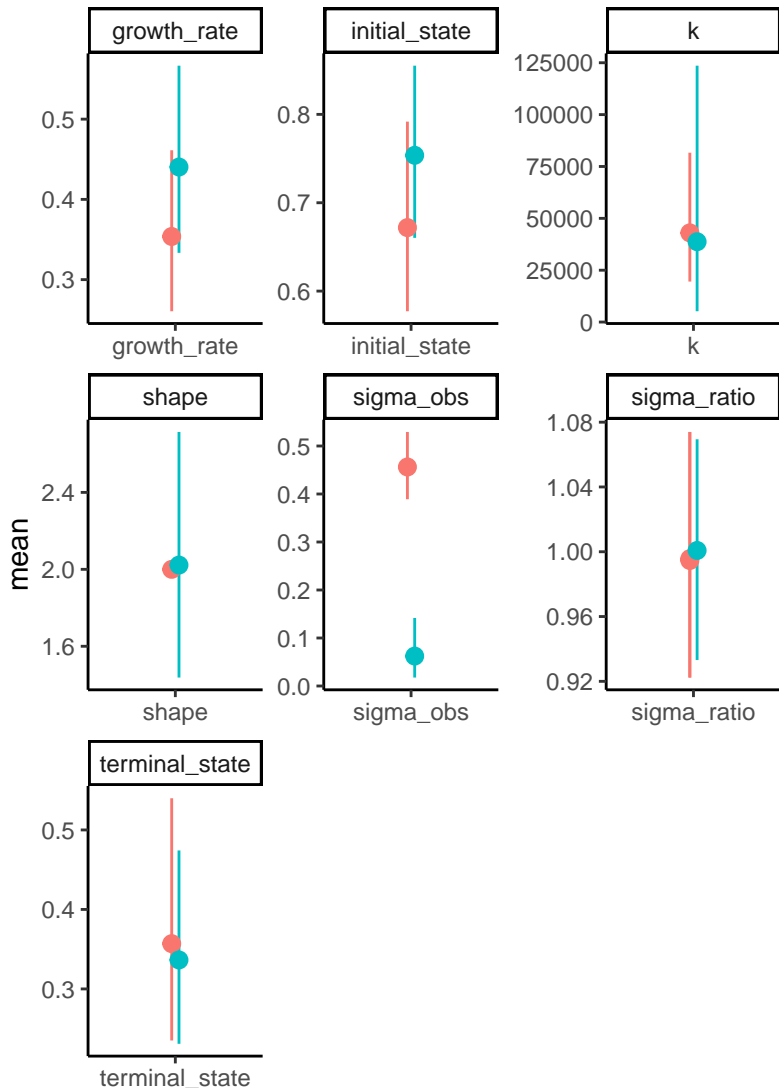 growth_rate
0.5
0.4
0.3
growth_rate
initial_state
0.8
0.7
0.6
initial_state
k
125000
100000
75000
50000
25000
0
k
mean
shape
2.4
2.0
1.6
shape
sigma_obs
0.5
0.4
0.3
0.2
0.1
0.0
sigma_obs
sigma_ratio
1.08
1.04
1.00
0.96
0.92
sigma_ratio
terminal_state
0.5
0.4
0.3
terminal_state